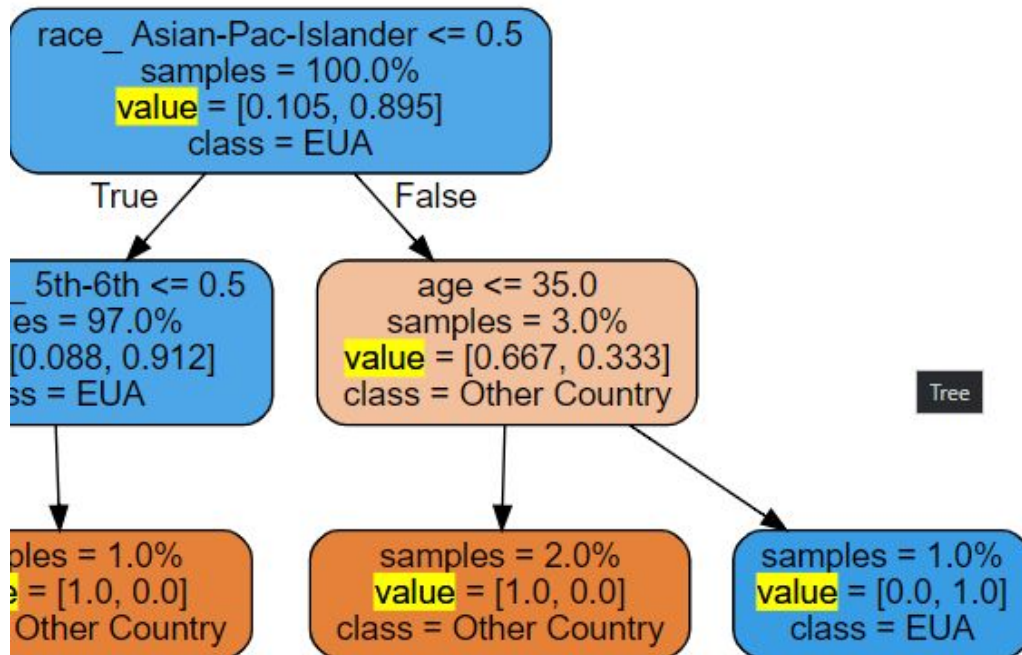 race_ Asian-Pac-Islander <= 0.5
samples = 100.0%
value = [0.105, 0.895]
class = EUA
True
False
_ 5th-6th <= 0.5
es = 97.0%
[0.088, 0.912]
ss = EUA
age <= 35.0
samples = 3.0%
value = [0.667, 0.333]
class = Other Country
Tree
ples = 1.0%
e = [1.0, 0.0]
Other Country
samples = 2.0%
value = [1.0, 0.0]
class = Other Country
samples = 1.0%
value = [0.0, 1.0]
class = EUA